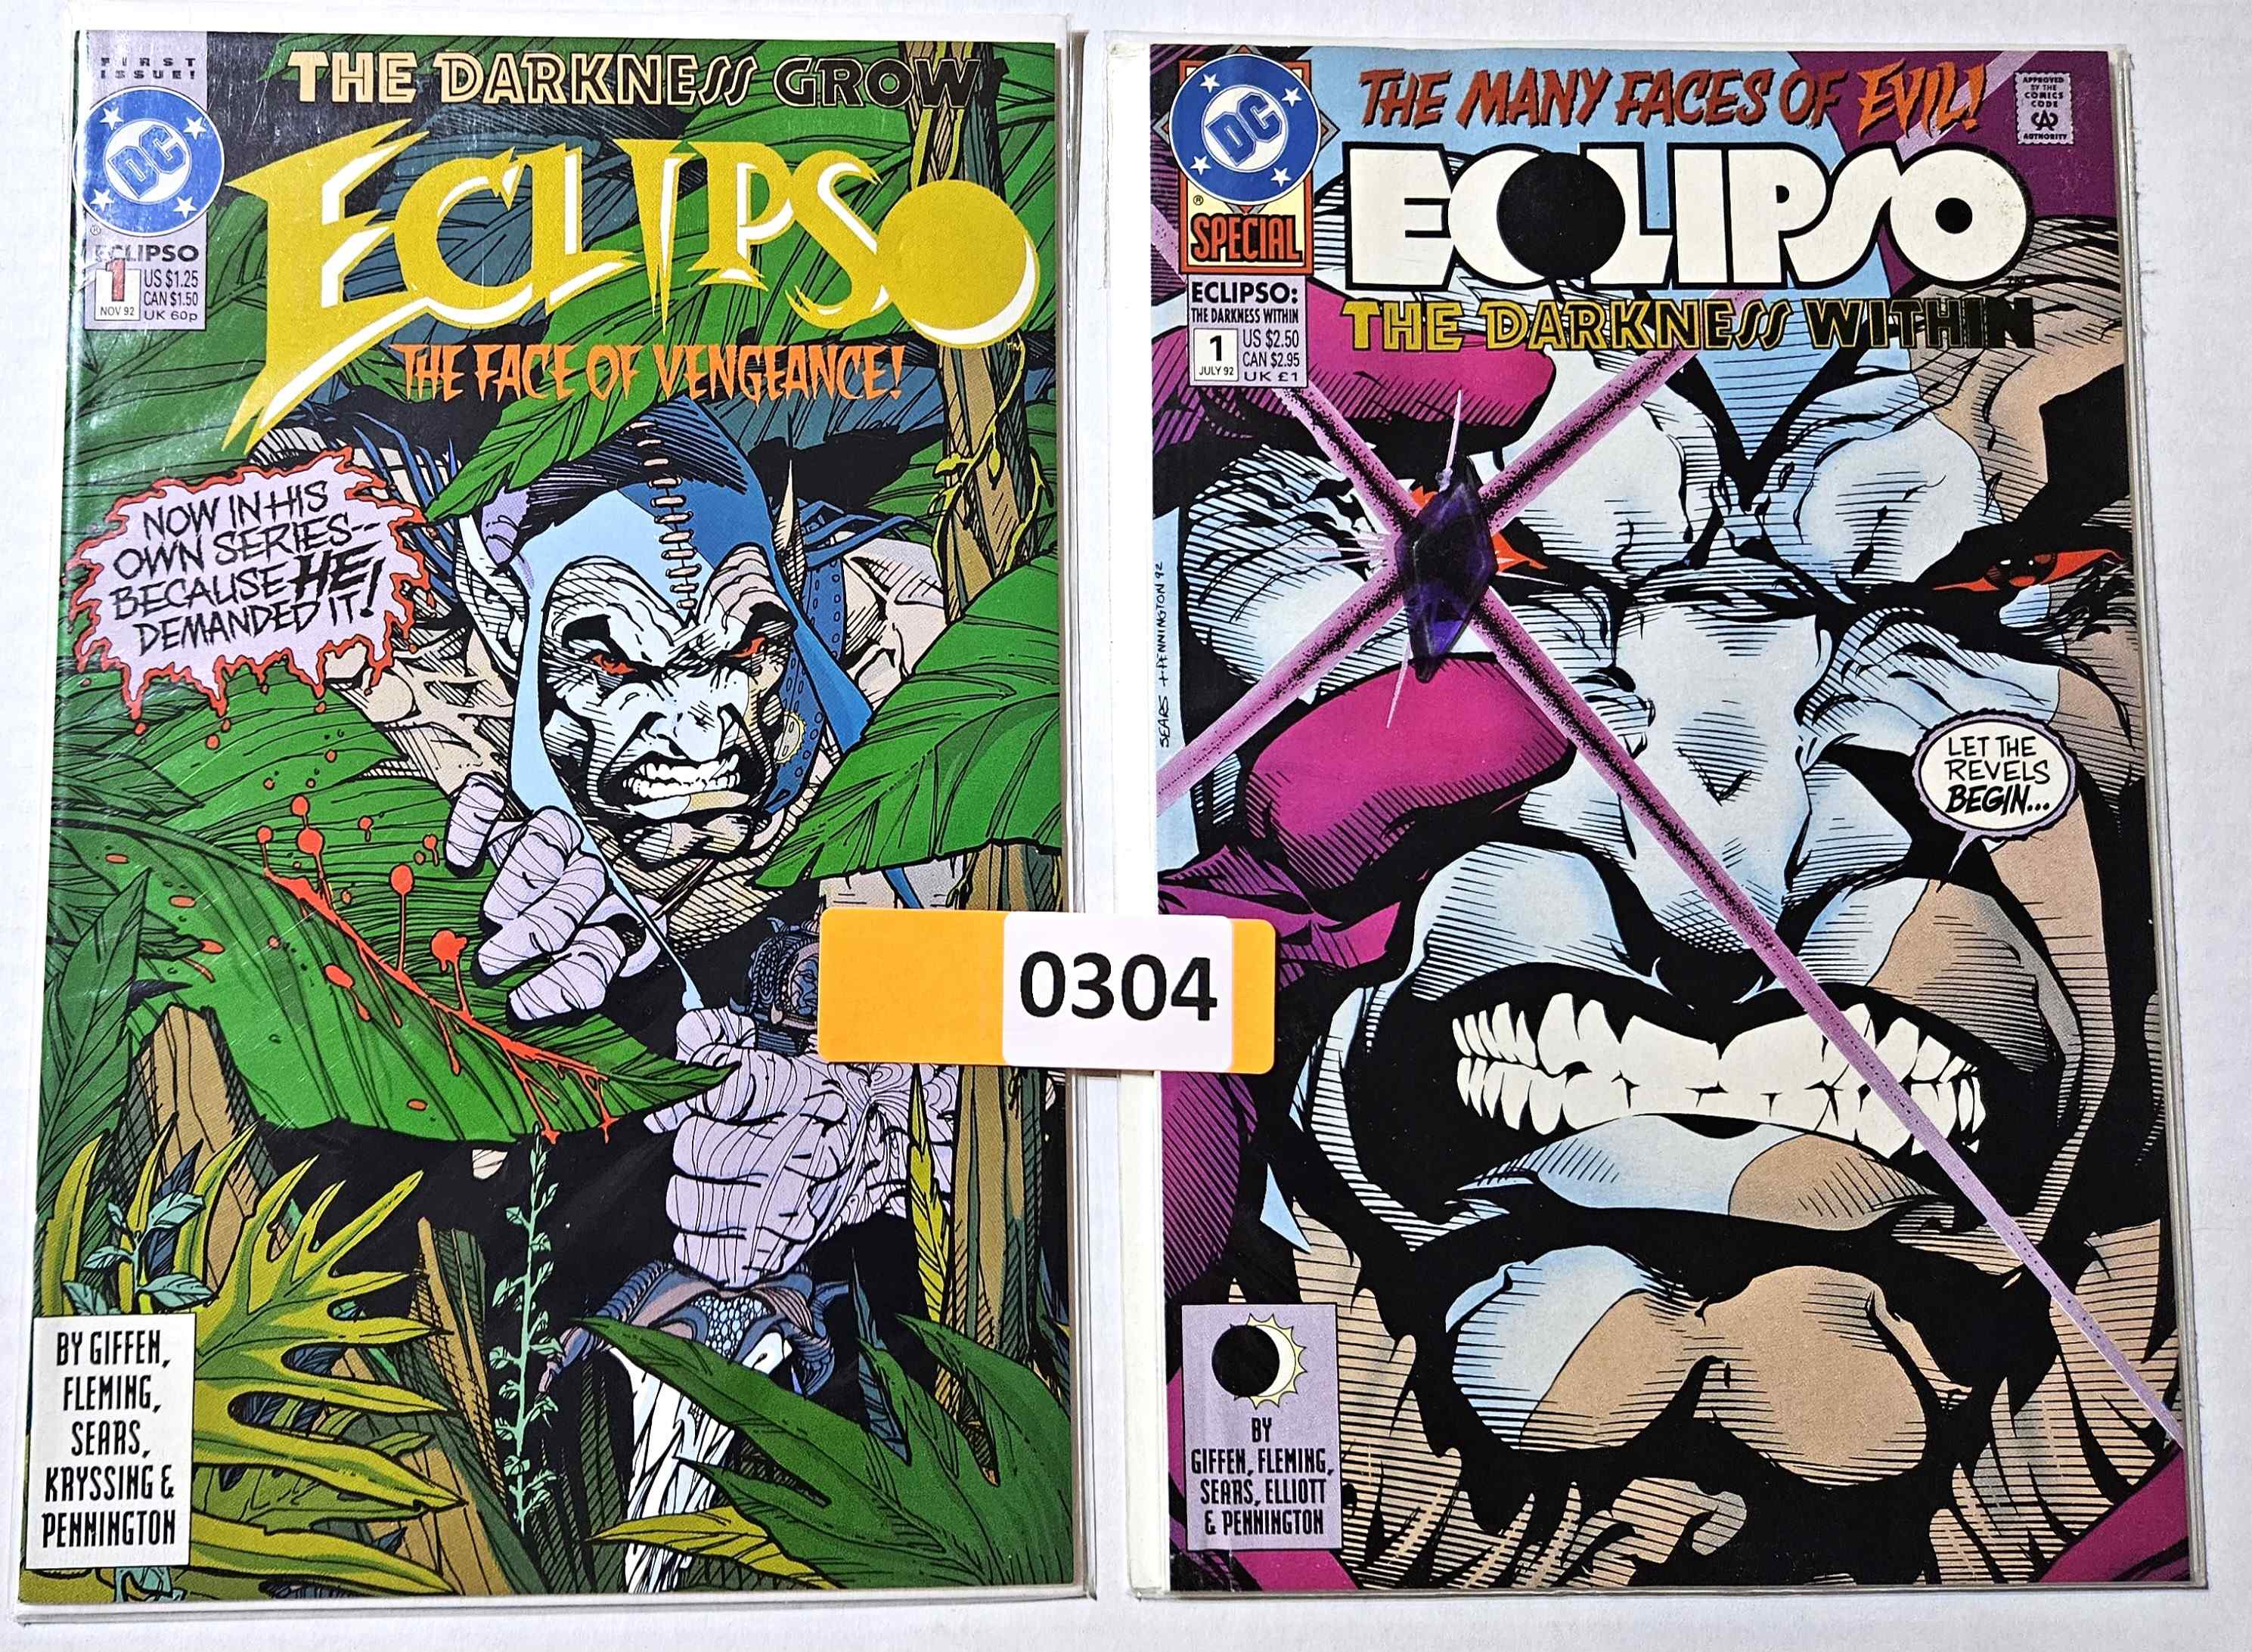 THE DARKNESS GROW
FIRST
ISSUE!
DC
®
ECLIPSO
ECLIPSO
1
NOV 92
US $1.25
CAN $1.50
UK 60p
THE FACE OF VENGEANCE!
NOW IN HIS
OWN SERIES--
BECAUSE HE
DEMANDED IT!
BY GIFFEN,
FLEMING,
SEARS,
KRYSSING &
PENNINGTON
0304
THE MANY FACES OF EVIL!
APPROVED
BY THE
COMICS
CODE
CA
AUTHORITY
DC
®
SPECIAL
ECLIPSO
THE DARKNESS WITHIN
ECLIPSO:
THE DARKNESS WITHIN
1
JULY 92
US $2.50
CAN $2.95
UK £1
SEARS + PENNINGTON 92
LET THE
REVELS
BEGIN...
BY
GIFFEN, FLEMING,
SEARS, ELLIOTT
& PENNINGTON